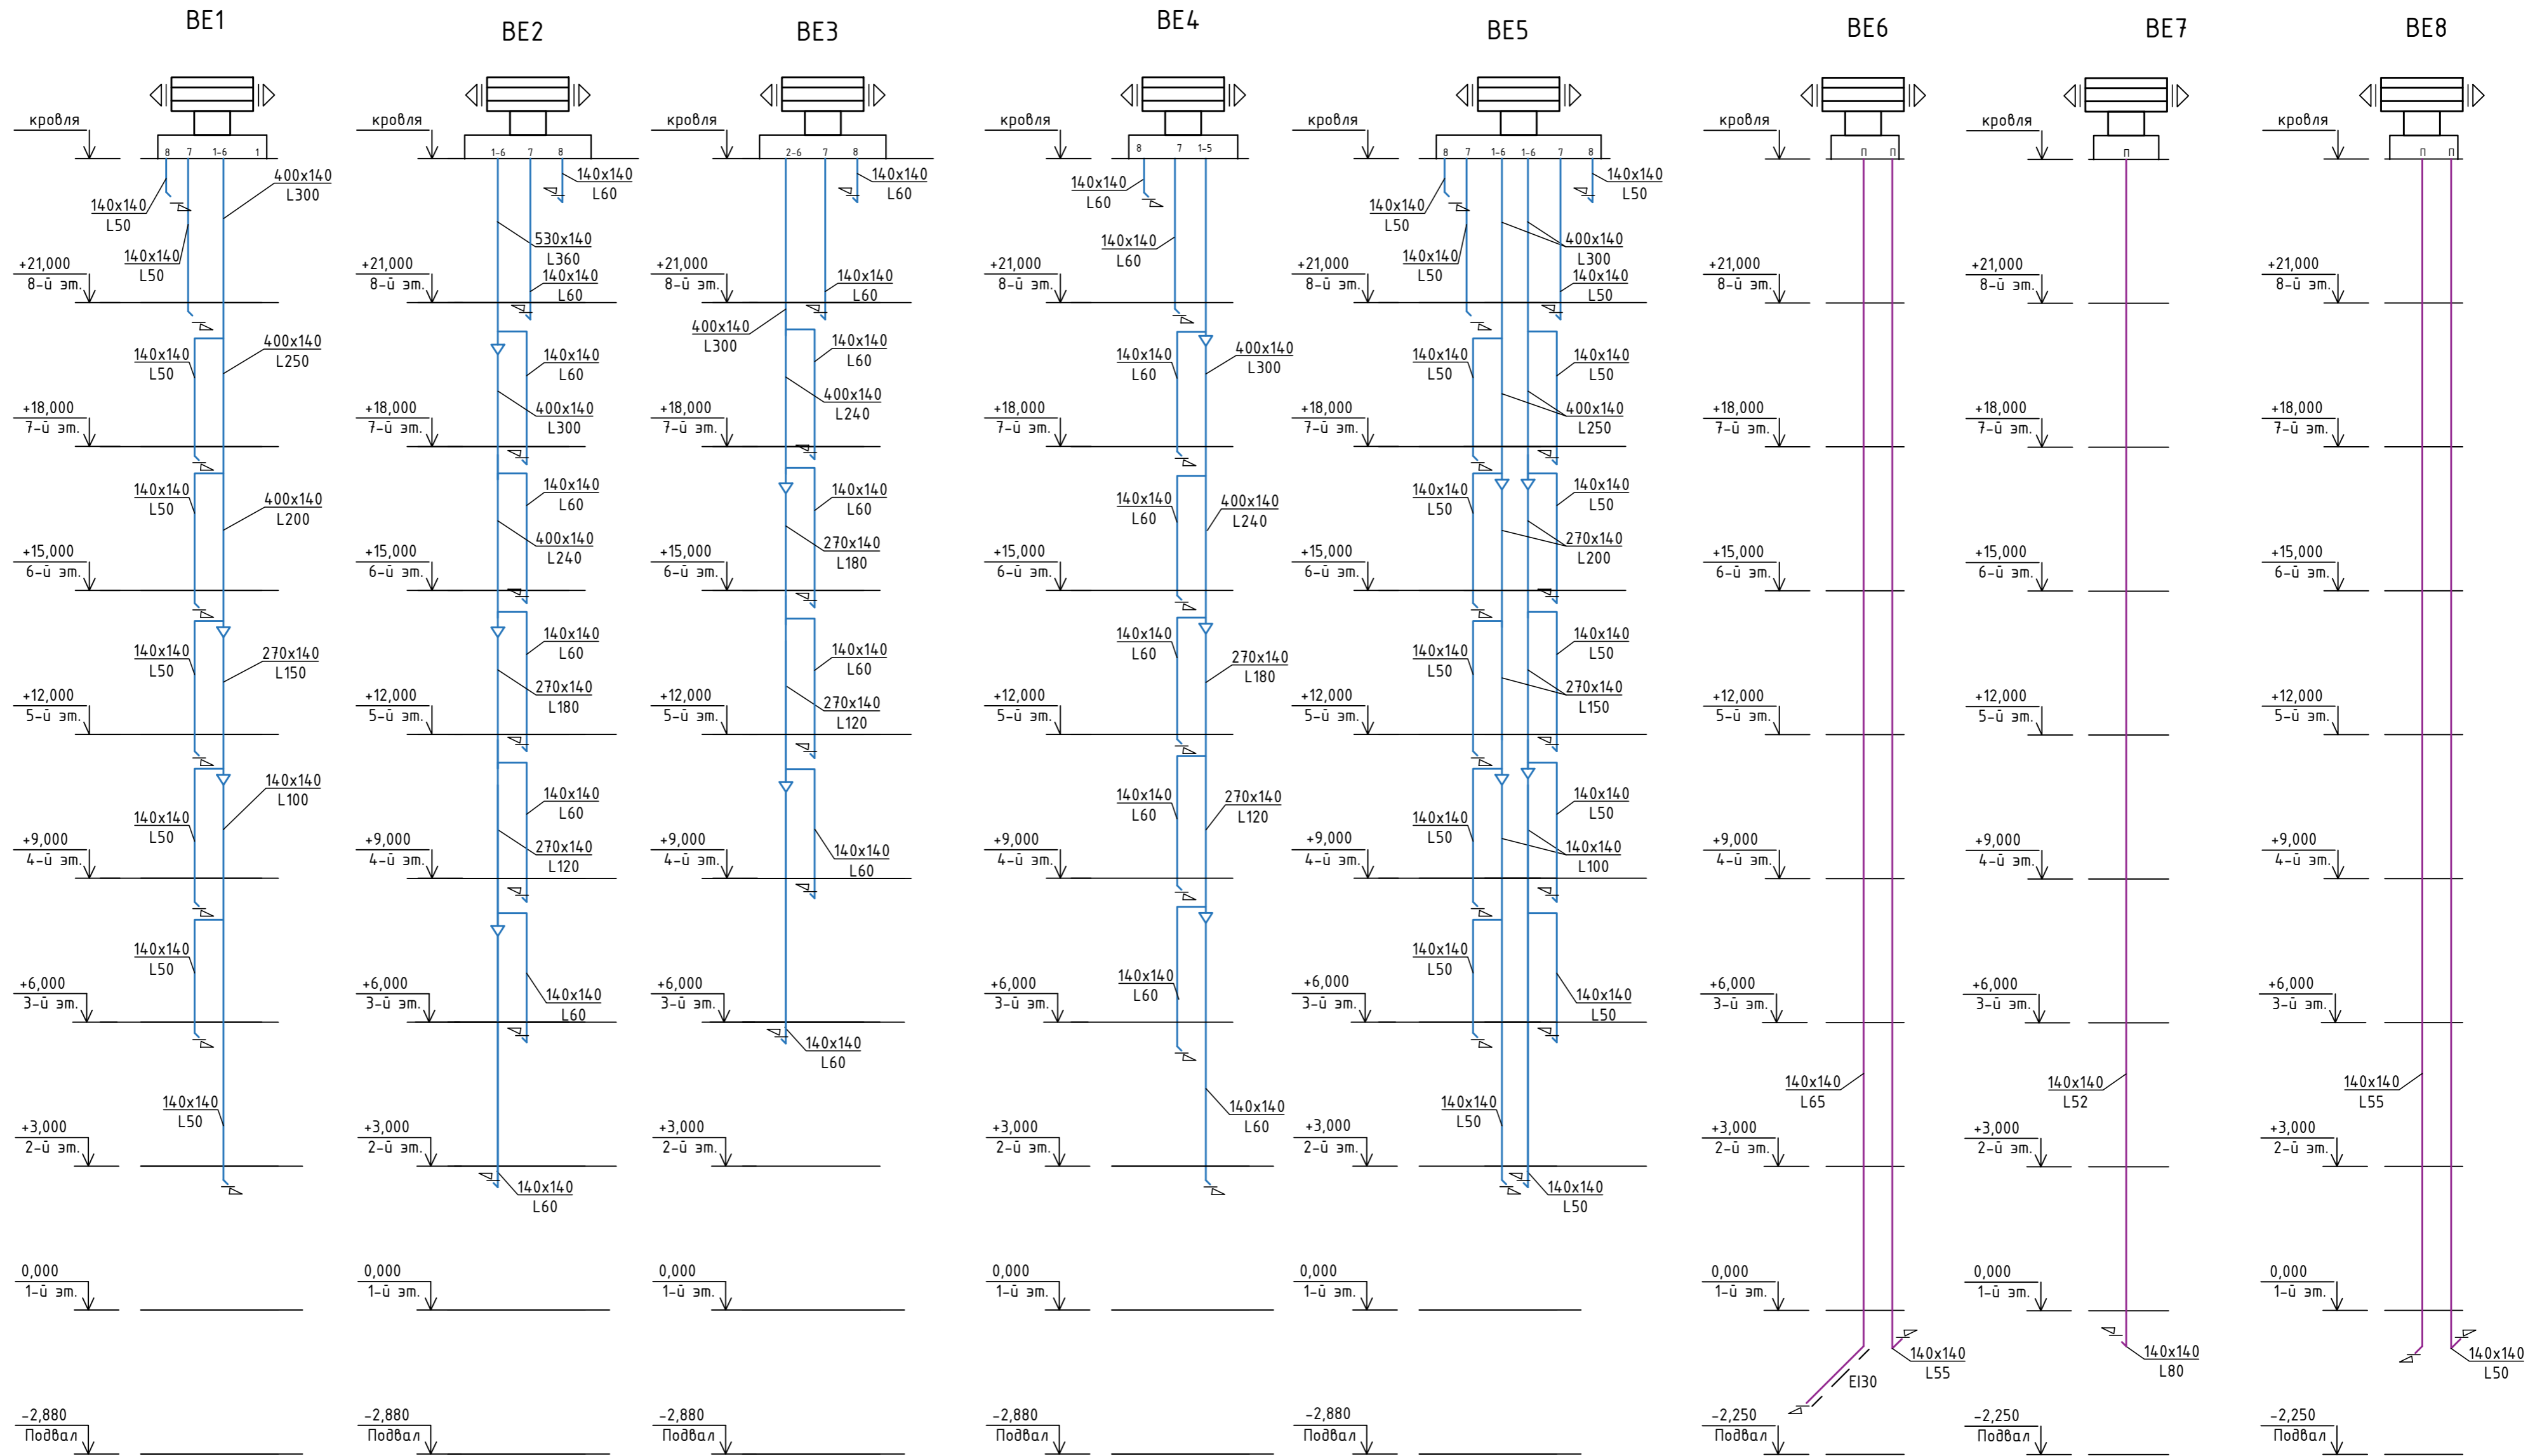 ВЕ1
кровля
8 7 1-6 1
400х140
L300
140х140
L50
140х140
L50
+21,000
8-й эт.
140х140
L50
400х140
L250
+18,000
7-й эт.
140х140
L50
400х140
L200
+15,000
6-й эт.
140х140
L50
270х140
L150
+12,000
5-й эт.
140х140
L100
140х140
L50
+9,000
4-й эт.
140х140
L50
+6,000
3-й эт.
140х140
L50
+3,000
2-й эт.
0,000
1-й эт.
-2,880
Подвал
ВЕ2
кровля
1-6 7 8
140х140
L60
530х140
L360
140х140
L60
+21,000
8-й эт.
140х140
L60
400х140
L300
+18,000
7-й эт.
140х140
L60
400х140
L240
+15,000
6-й эт.
140х140
L60
270х140
L180
+12,000
5-й эт.
140х140
L60
270х140
L120
+9,000
4-й эт.
140х140
L60
+6,000
3-й эт.
+3,000
2-й эт.
140х140
L60
0,000
1-й эт.
-2,880
Подвал
ВЕ3
кровля
2-6 7 8
140х140
L60
+21,000
8-й эт.
140х140
L60
400х140
L300
140х140
L60
400х140
L240
+18,000
7-й эт.
140х140
L60
270х140
L180
+15,000
6-й эт.
140х140
L60
270х140
L120
+12,000
5-й эт.
140х140
L60
+9,000
4-й эт.
+6,000
3-й эт.
140х140
L60
+3,000
2-й эт.
0,000
1-й эт.
-2,880
Подвал
ВЕ4
кровля
8 7 1-5
140х140
L60
140х140
L60
+21,000
8-й эт.
140х140
L60
400х140
L300
+18,000
7-й эт.
140х140
L60
400х140
L240
+15,000
6-й эт.
140х140
L60
270х140
L180
+12,000
5-й эт.
140х140
L60
270х140
L120
+9,000
4-й эт.
140х140
L60
+6,000
3-й эт.
140х140
L60
+3,000
2-й эт.
0,000
1-й эт.
-2,880
Подвал
ВЕ5
кровля
8 7 1-6 1-6 7 8
140х140
L50
140х140
L50
140х140
L50
400х140
L300
140х140
L50
+21,000
8-й эт.
140х140
L50
140х140
L50
400х140
L250
+18,000
7-й эт.
140х140
L50
140х140
L50
270х140
L200
+15,000
6-й эт.
140х140
L50
140х140
L50
270х140
L150
+12,000
5-й эт.
140х140
L50
140х140
L50
140х140
L100
+9,000
4-й эт.
140х140
L50
140х140
L50
+6,000
3-й эт.
140х140
L50
+3,000
2-й эт.
140х140
L50
0,000
1-й эт.
-2,880
Подвал
ВЕ6
кровля
П П
+21,000
8-й эт.
+18,000
7-й эт.
+15,000
6-й эт.
+12,000
5-й эт.
+9,000
4-й эт.
+6,000
3-й эт.
140х140
L65
+3,000
2-й эт.
0,000
1-й эт.
140х140
L55
EI30
-2,250
Подвал
ВЕ7
кровля
П
+21,000
8-й эт.
+18,000
7-й эт.
+15,000
6-й эт.
+12,000
5-й эт.
+9,000
4-й эт.
+6,000
3-й эт.
140х140
L52
+3,000
2-й эт.
0,000
1-й эт.
140х140
L80
-2,250
Подвал
ВЕ8
кровля
П П
+21,000
8-й эт.
+18,000
7-й эт.
+15,000
6-й эт.
+12,000
5-й эт.
+9,000
4-й эт.
+6,000
3-й эт.
140х140
L55
+3,000
2-й эт.
0,000
1-й эт.
140х140
L50
-2,250
Подвал